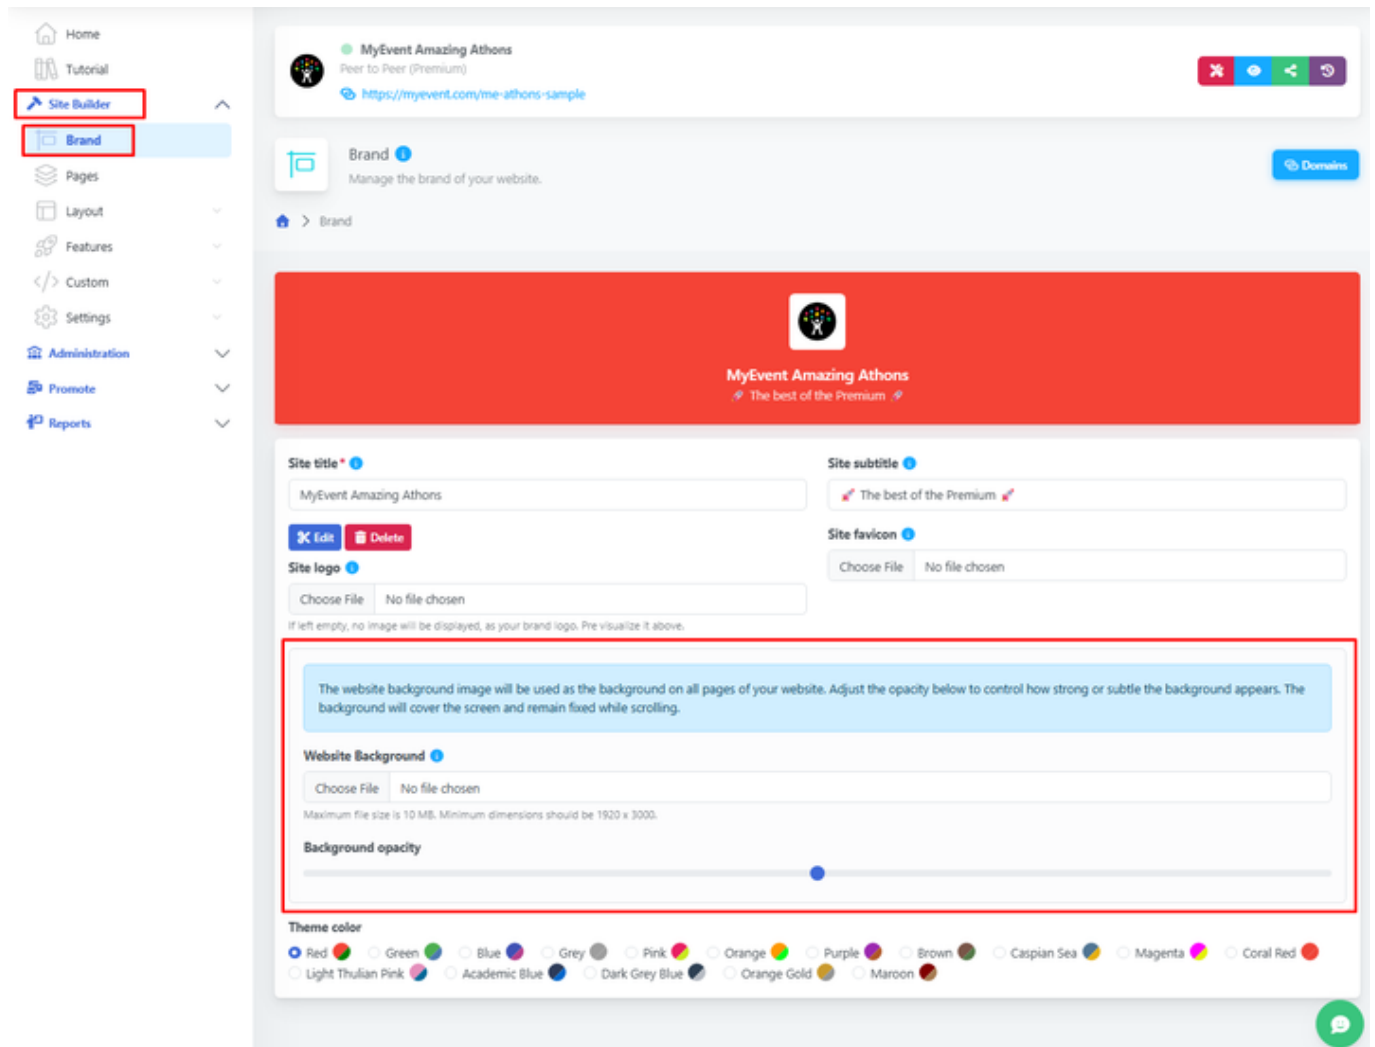 Home
Tutorial
Site Builder
Brand
Pages
Layout
Features
Custom
Settings
Administration
Promote
Reports
MyEvent Amazing Athons
Peer to Peer (Premium)
https://myevent.com/me-athons-sample
Brand
Manage the brand of your website.
Domains
Brand
MyEvent Amazing Athons
🚀 The best of the Premium 🚀
Site title*
MyEvent Amazing Athons
Site subtitle
🚀 The best of the Premium 🚀
Edit Delete
Site favicon
Choose File No file chosen
Site logo
Choose File No file chosen
If left empty, no image will be displayed, as your brand logo. Pre visualize it above.
The website background image will be used as the background on all pages of your website. Adjust the opacity below to control how strong or subtle the background appears. The
background will cover the screen and remain fixed while scrolling.
Website Background
Choose File No file chosen
Maximum file size is 10 MB. Minimum dimensions should be 1920 x 3000.
Background opacity
Theme color
Red Green Blue Grey Pink Orange Purple Brown Caspian Sea Magenta Coral Red
Light Thulian Pink Academic Blue Dark Grey Blue Orange Gold Maroon